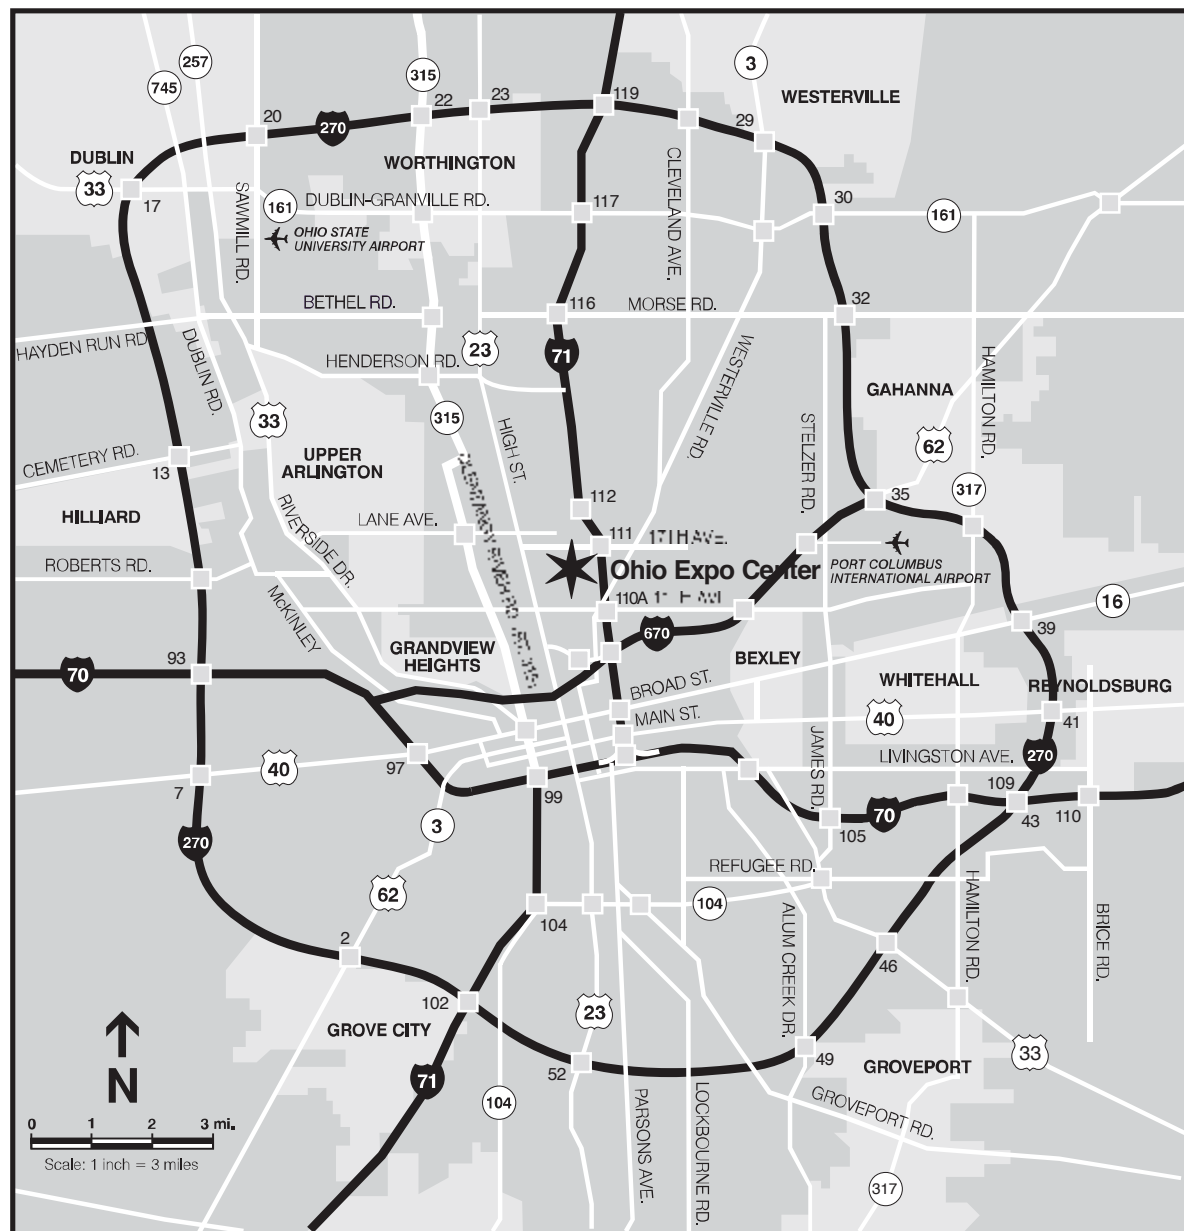 257
745
315
3
WESTERVILLE
20
22
23
119
29
270
DUBLIN
33
17
WORTHINGTON
SAWMILL RD.
161
DUBLIN-GRANVILLE RD.
117
CLEVELAND AVE.
30
161
OHIO STATE
UNIVERSITY AIRPORT
BETHEL RD.
116
MORSE RD.
32
HAYDEN RUN RD
DUBLIN RD.
HENDERSON RD.
23
71
WESTERVILLE RD.
HAMILTON RD.
GAHANNA
33
315
HIGH ST.
STELZER RD.
62
CEMETERY RD.
13
UPPER
ARLINGTON
OLENTANGY RIVER RD. (RT. 315)
35
317
HILLIARD
RIVERSIDE DR.
LANE AVE.
112
111
17TH AVE.
ROBERTS RD.
Ohio Expo Center
PORT COLUMBUS
INTERNATIONAL AIRPORT
McKINLEY
110A
16
39
93
70
GRANDVIEW
HEIGHTS
670
BEXLEY
BROAD ST.
MAIN ST.
WHITEHALL
REYNOLDSBURG
40
41
7
40
97
99
JAMES RD.
LIVINGSTON AVE.
270
109
270
3
105
70
43
110
REFUGEE RD.
62
104
104
ALUM CREEK DR.
HAMILTON RD.
BRICE RD.
2
46
102
GROVE CITY
23
N
71
52
49
GROVEPORT
33
104
PARSONS AVE.
LOCKBOURNE RD.
GROVEPORT RD.
317
0 1 2 3 mi.
Scale: 1 inch = 3 miles